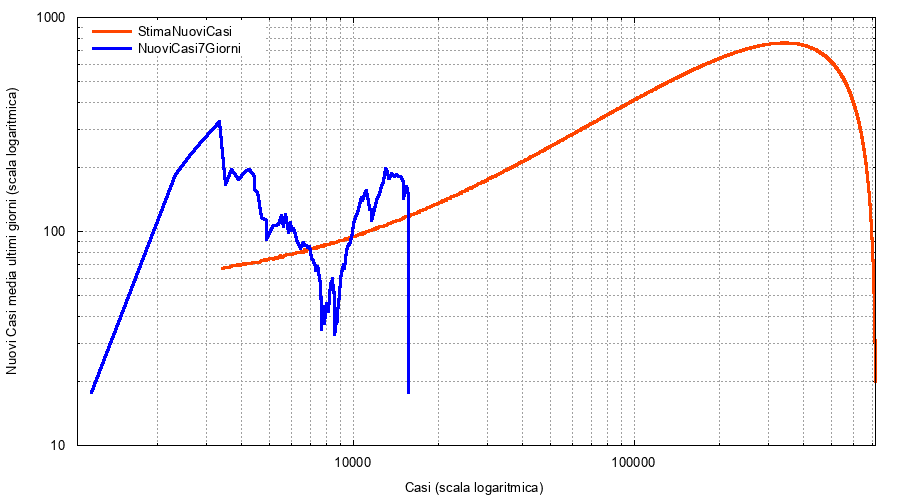 StimaNuoviCasi
NuoviCasi7Giorni
Nuovi Casi media ultimi giorni (scala logaritmica)
1000
100
10
10000
100000
Casi (scala logaritmica)